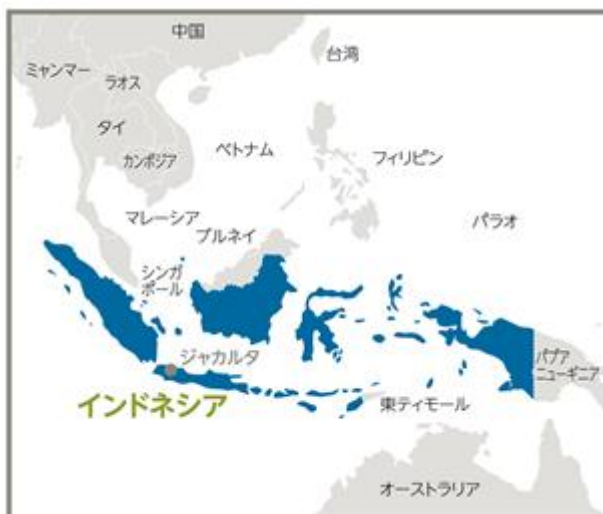 中国
台湾
ミャンマー
ラオス
タイ
カンボジア
ベトナム
フィリピン
マレーシア
ブルネイ
パラオ
シンガ
ポール
ジャカルタ
パプア
ニューギニア
インドネシア
東ティモール
オーストラリア